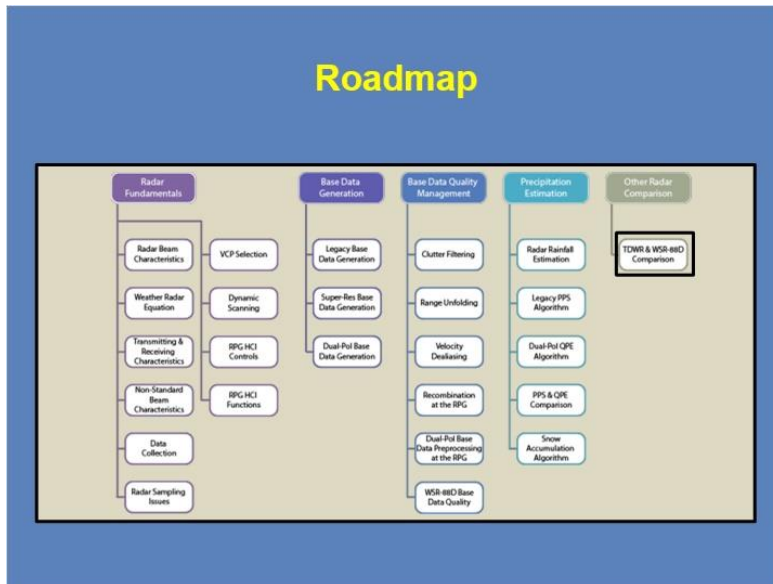 Roadmap
Radar
Fundamentals
Radar Beam
Characteristics
Weather Radar
Equation
Transmitting &
Receiving
Characteristics
Non-Standard
Beam
Characteristics
Data
Collection
Radar Sampling
Issues
VCP Selection
Dynamic
Scanning
RPG HCI
Controls
RPG HCI
Functions
Base Data
Generation
Legacy Base
Data Generation
Super-Res Base
Data Generation
Dual-Pol Base
Data Generation
Base Data Quality
Management
Clutter Filtering
Range Unfolding
Velocity
Dealiasing
Recombination
at the RPG
Dual-Pol Base
Data Preprocessing
at the RPG
WSR-88D Base
Data Quality
Precipitation
Estimation
Radar Rainfall
Estimation
Legacy PPS
Algorithm
Dual-Pol QPE
Algorithm
PPS & QPE
Comparison
Snow
Accumulation
Algorithm
Other Radar
Comparison
TDWR & WSR-88D
Comparison